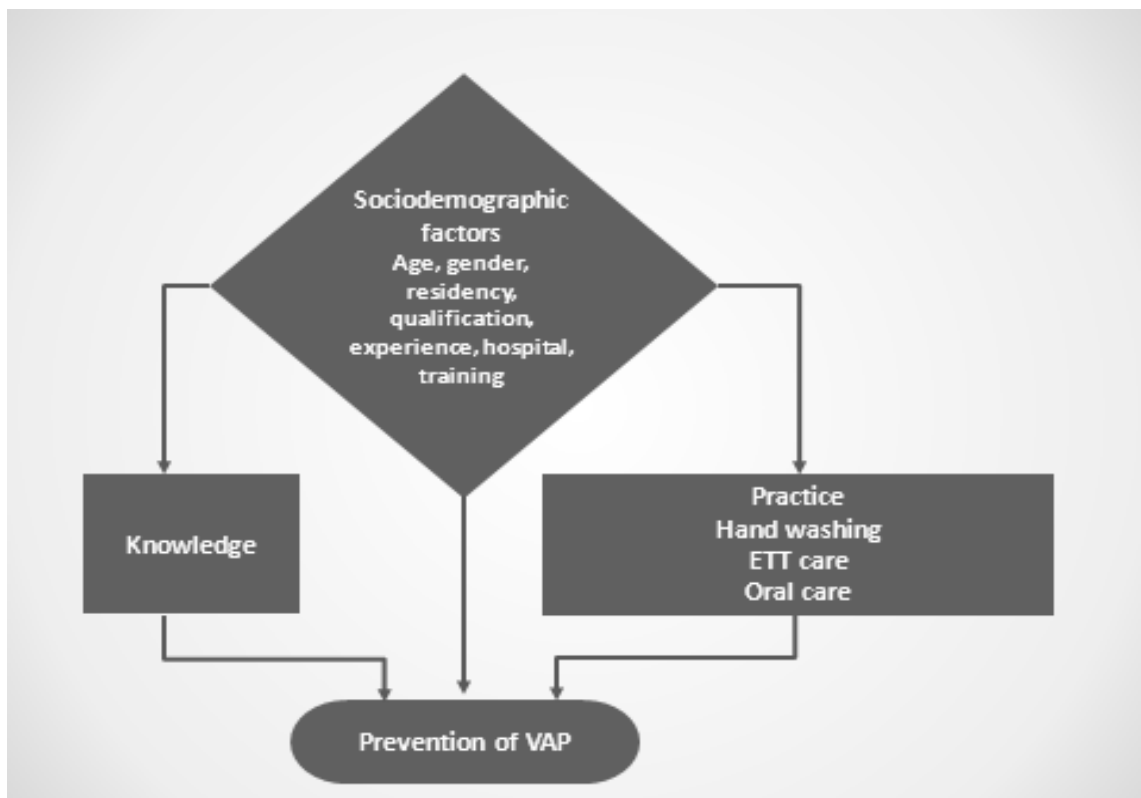 Sociodemographic
factors
Age, gender,
residency,
qualification,
experience, hospital,
training
Knowledge
Practice
Hand washing
ETT care
Oral care
Prevention of VAP